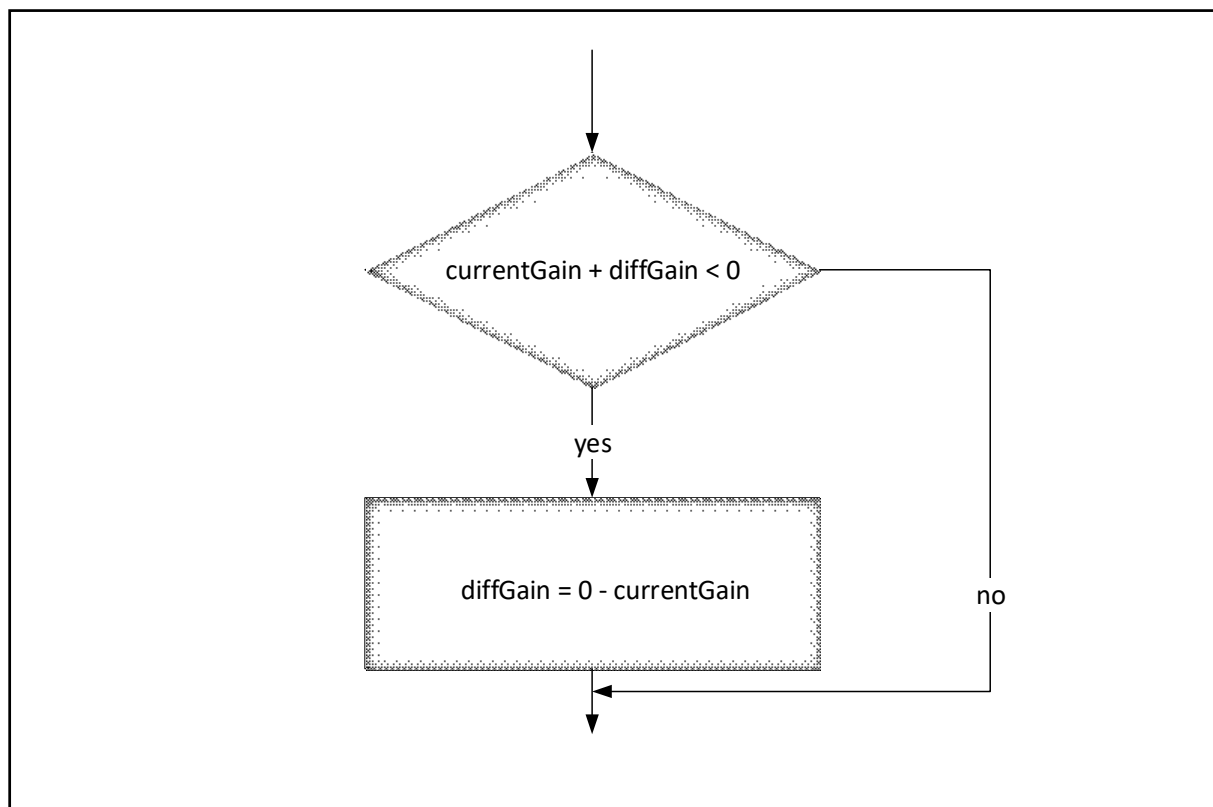 currentGain + diffGain < 0
yes
diffGain = 0 - currentGain
no